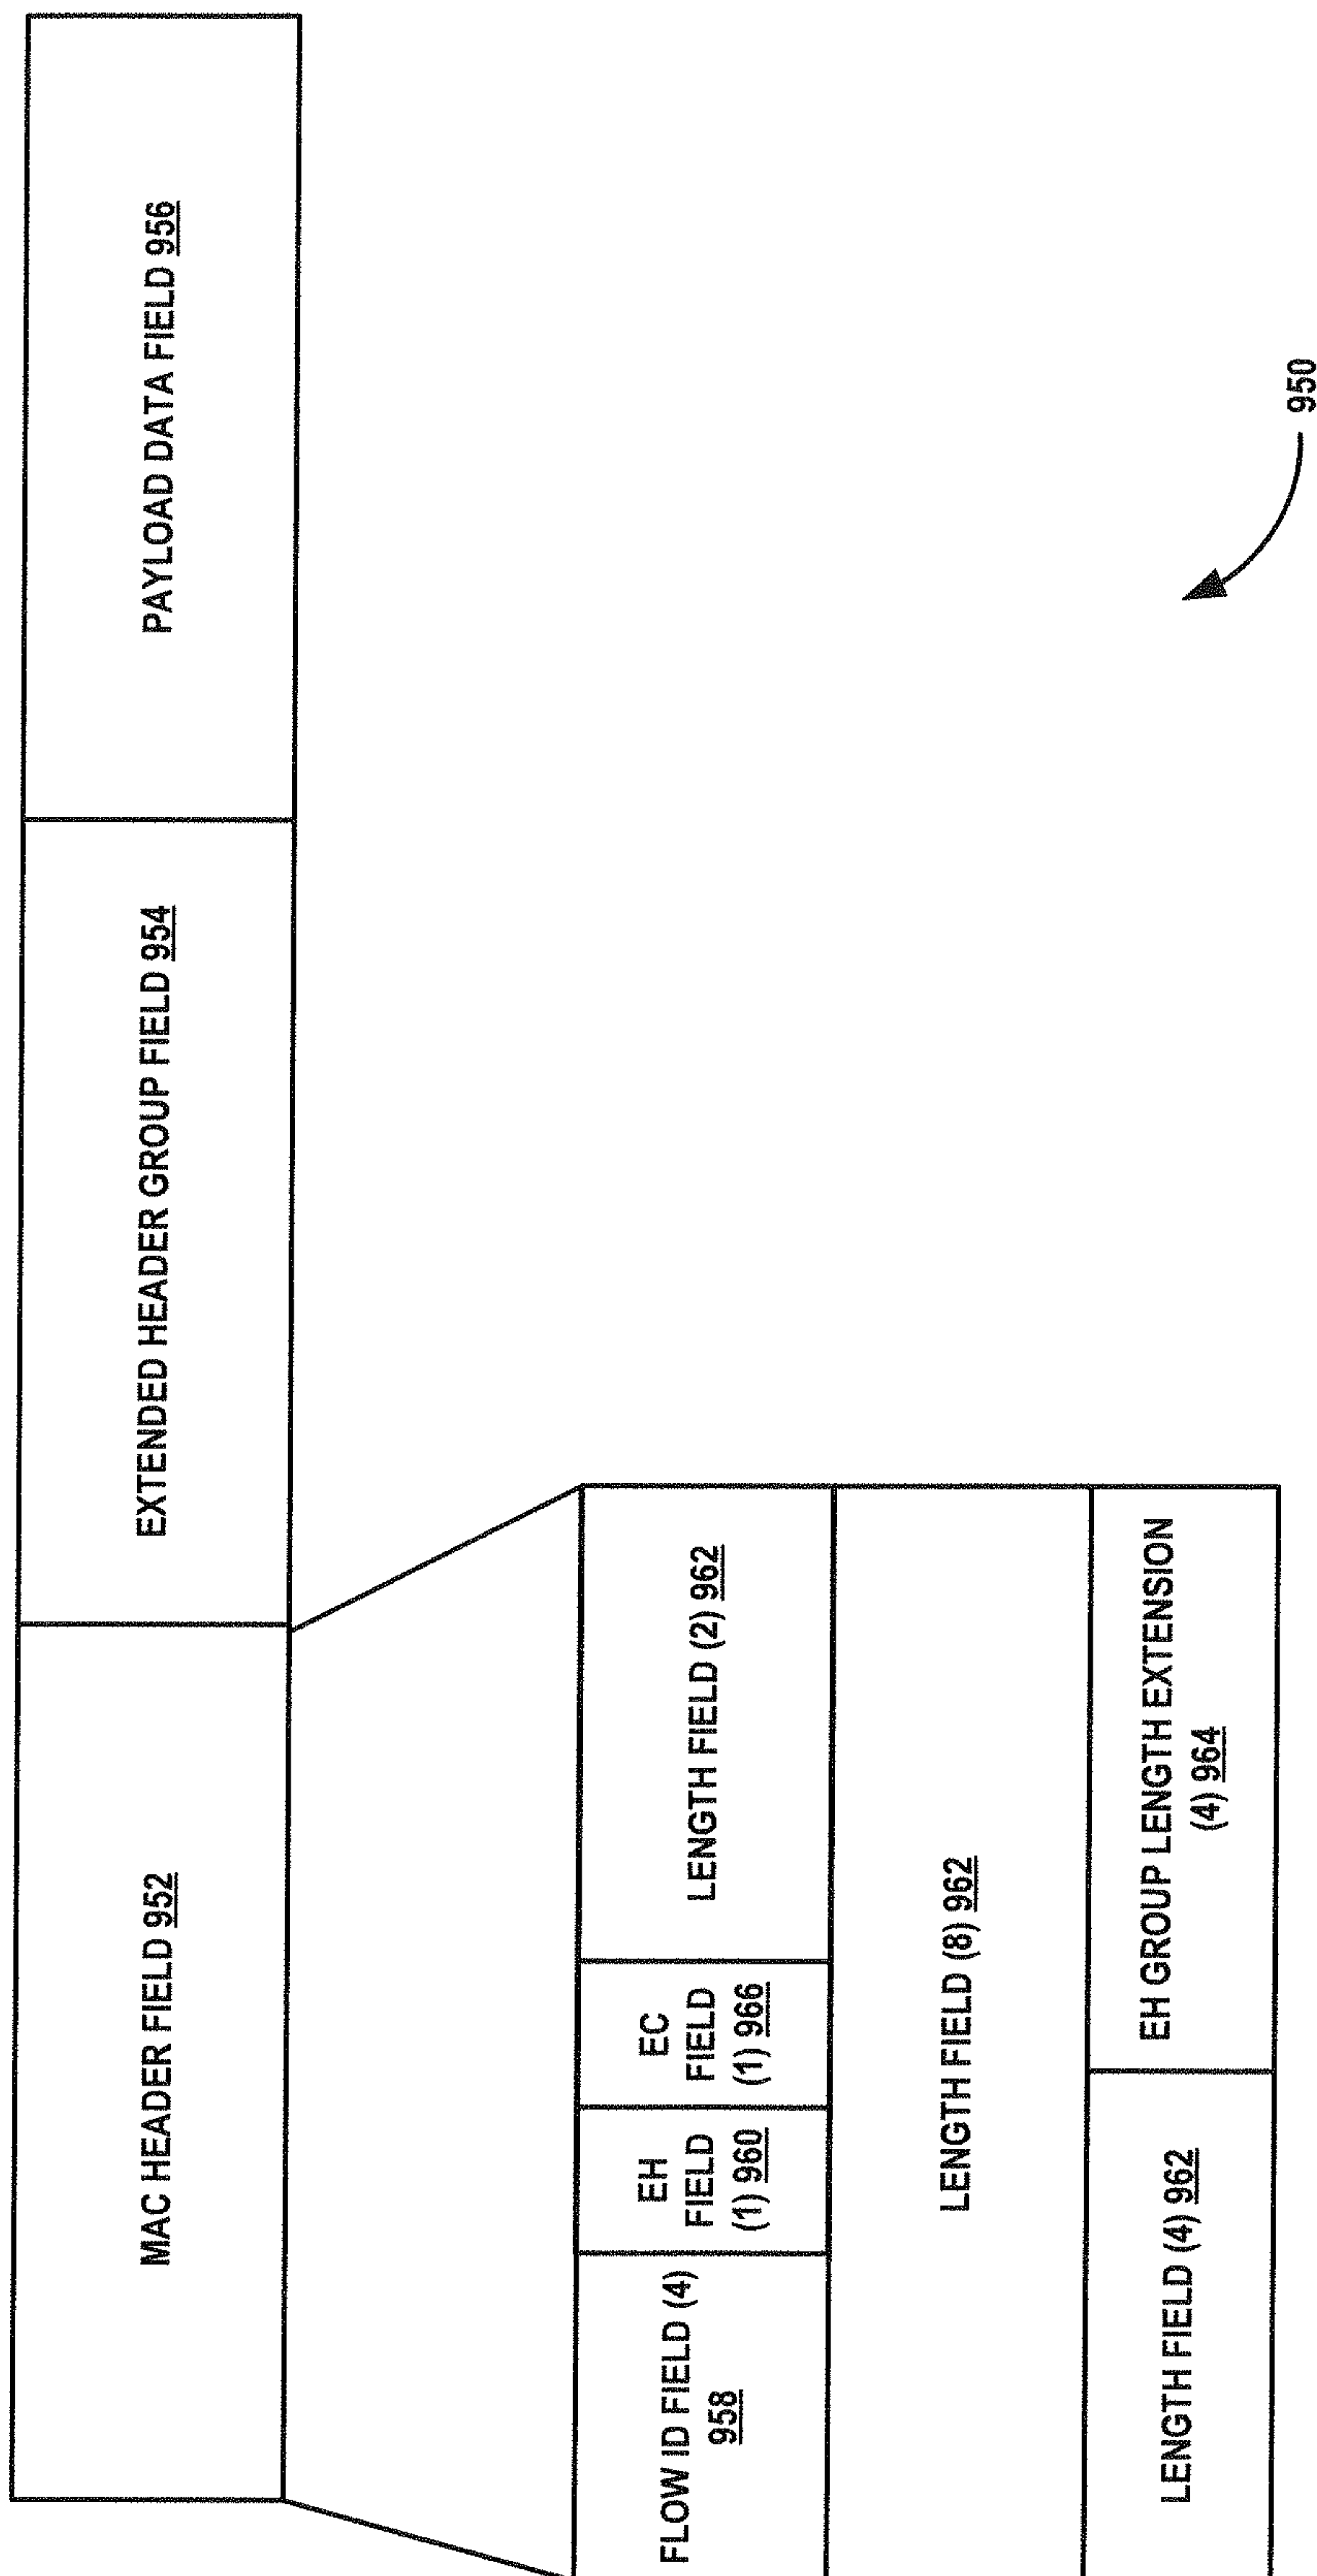 MAC HEADER FIELD 952
EXTENDED HEADER GROUP FIELD 954
PAYLOAD DATA FIELD 956
FLOW ID FIELD (4)
958
EH
FIELD
(1) 960
EC
FIELD
(1) 966
LENGTH FIELD (2) 962
LENGTH FIELD (8) 962
LENGTH FIELD (4) 962
EH GROUP LENGTH EXTENSION
(4) 964
950